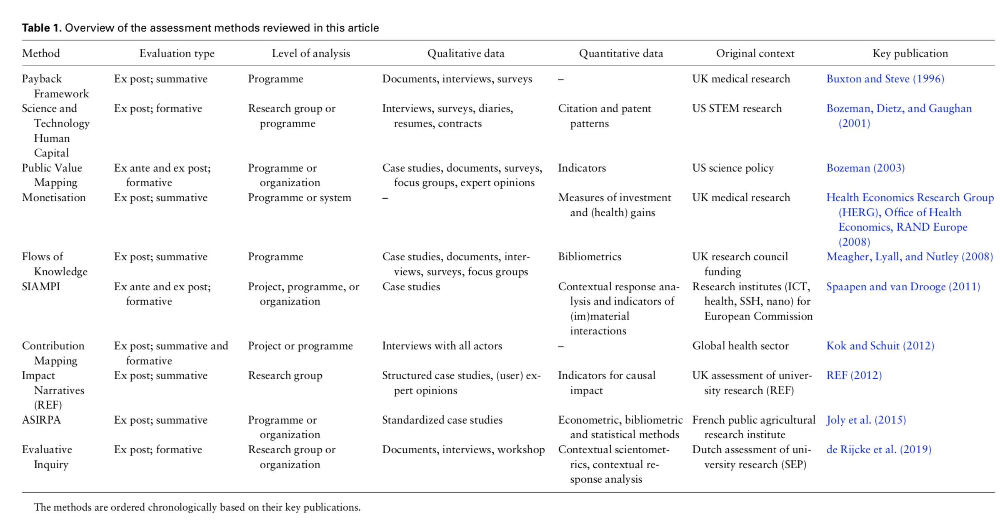 Table 1. Overview of the assessment methods reviewed in this article
Method Evaluation type Level of analysis Qualitative data Quantitative data Original context Key publication
Payback Ex post; summative Programme Documents, interviews, surveys – UK medical research Buxton and Steve (1996)
Framework
Science and Ex post; formative Research group or Interviews, surveys, diaries, Citation and patent US STEM research Bozeman, Dietz, and Gaughan
Technology programme resumes, contracts patterns (2001)
Human
Capital
Public Value Ex ante and ex post; Programme or Case studies, documents, surveys, Indicators US science policy Bozeman (2003)
Mapping formative organization focus groups, expert opinions
Monetisation Ex post; summative Programme or system – Measures of investment UK medical research Health Economics Research Group
and (health) gains (HERG), Office of Health
Economics, RAND Europe
(2008)
Flows of Ex post; summative Programme Case studies, documents, inter- Bibliometrics UK research council Meagher, Lyall, and Nutley (2008)
Knowledge views, surveys, focus groups funding
SIAMPI Ex ante and ex post; Project, programme, or Case studies Contextual response ana- Research institutes (ICT, Spaapen and van Drooge (2011)
formative organization lysis and indicators of health, SSH, nano) for
(im)material European Commission
interactions
Contribution Ex post; summative and Project or programme Interviews with all actors – Global health sector Kok and Schuit (2012)
Mapping formative
Impact Ex post; summative Research group Structured case studies, (user) ex- Indicators for causal UK assessment of univer- REF (2012)
Narratives pert opinions impact sity research (REF)
(REF)
ASIRPA Ex post; summative Programme or Standardized case studies Econometric, bibliometric French public agricultural Joly et al. (2015)
organization and statistical methods research institute
Evaluative Ex post; formative Research group or Documents, interviews, workshop Contextual scientomet- Dutch assessment of uni- de Rijcke et al. (2019)
Inquiry organization rics, contextual re- versity research (SEP)
sponse analysis
The methods are ordered chronologically based on their key publications.